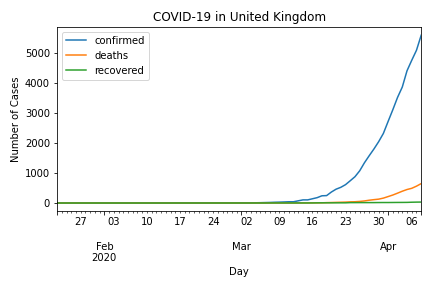 COVID-19 in United Kingdom
confirmed
deaths
recovered
Number of Cases
5000
4000
3000
2000
1000
0
27 03 10 17 24 02 09 16 23 30 06
Feb Mar Apr
2020
Day